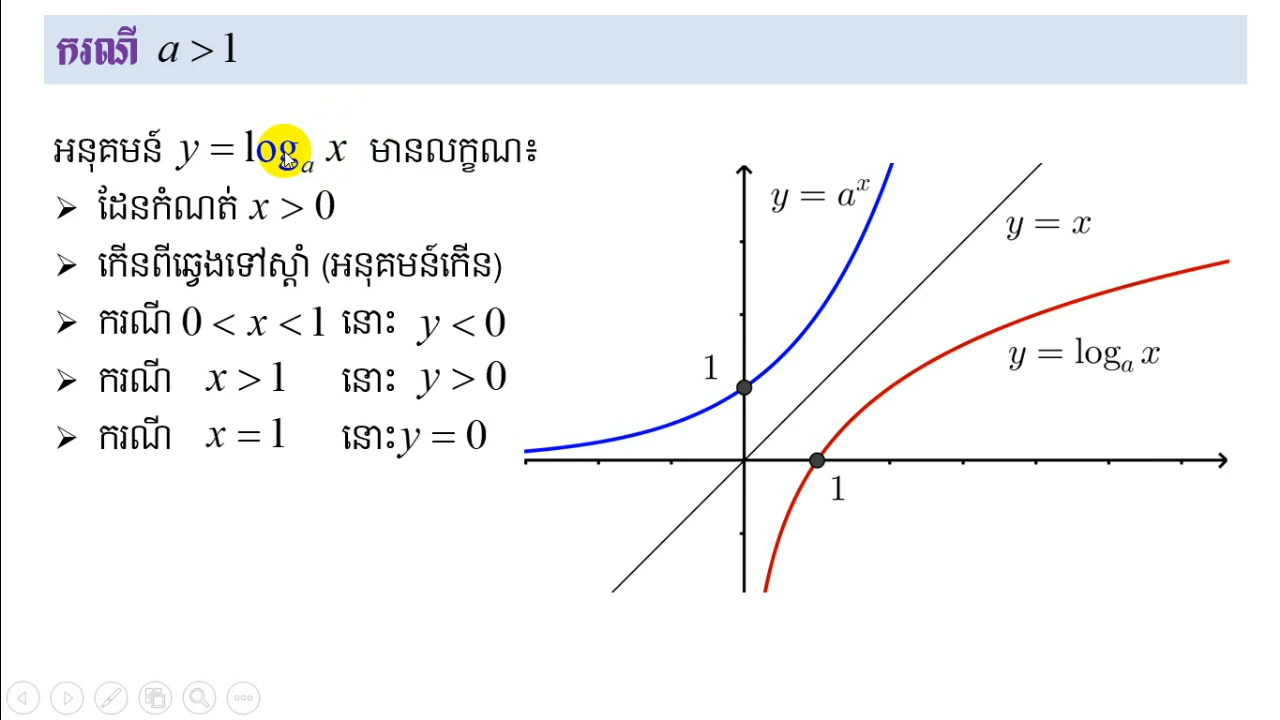 ករណី a > 1
អនុគមន៍ y = logₐ x មានលក្ខណៈ
➢ ដែនកំណត់ x > 0
➢ កើនពីឆ្វេងទៅស្តាំ (អនុគមន៍កើន)
➢ ករណី 0 < x < 1 នោះ y < 0
➢ ករណី x > 1 នោះ y > 0
➢ ករណី x = 1 នោះ y = 0
y = aˣ
y = x
y = logₐ x
1
1